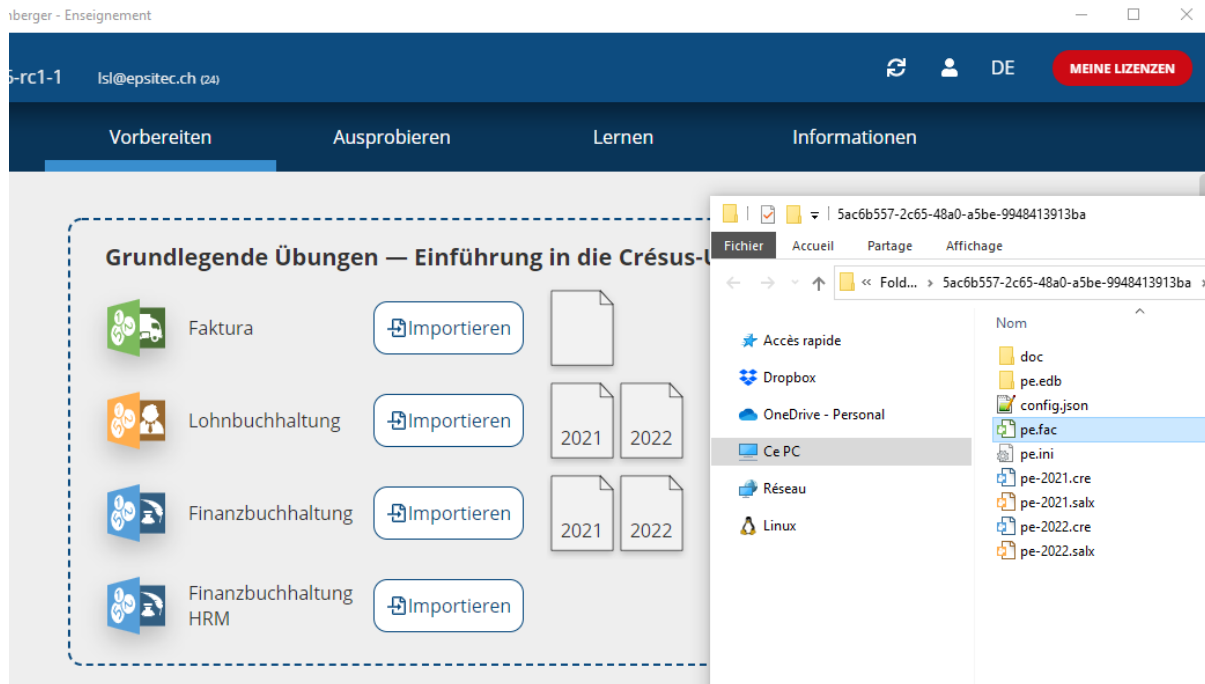 nberger - Enseignement
-rc1-1 lsl@epsitec.ch (24) DE MEINE LIZENZEN
Vorbereiten Ausprobieren Lernen Informationen
Grundlegende Übungen — Einführung in die Crésus-
Faktura Importieren
Lohnbuchhaltung Importieren 2021 2022
Finanzbuchhaltung Importieren 2021 2022
Finanzbuchhaltung HRM Importieren
5ac6b557-2c65-48a0-a5be-9948413913ba
Fichier Accueil Partage Affichage
« Fold... › 5ac6b557-2c65-48a0-a5be-9948413913ba ›
Accès rapide
Dropbox
OneDrive - Personal
Ce PC
Réseau
Linux
Nom
doc
pe.edb
config.json
pe.fac
pe.ini
pe-2021.cre
pe-2021.salx
pe-2022.cre
pe-2022.salx